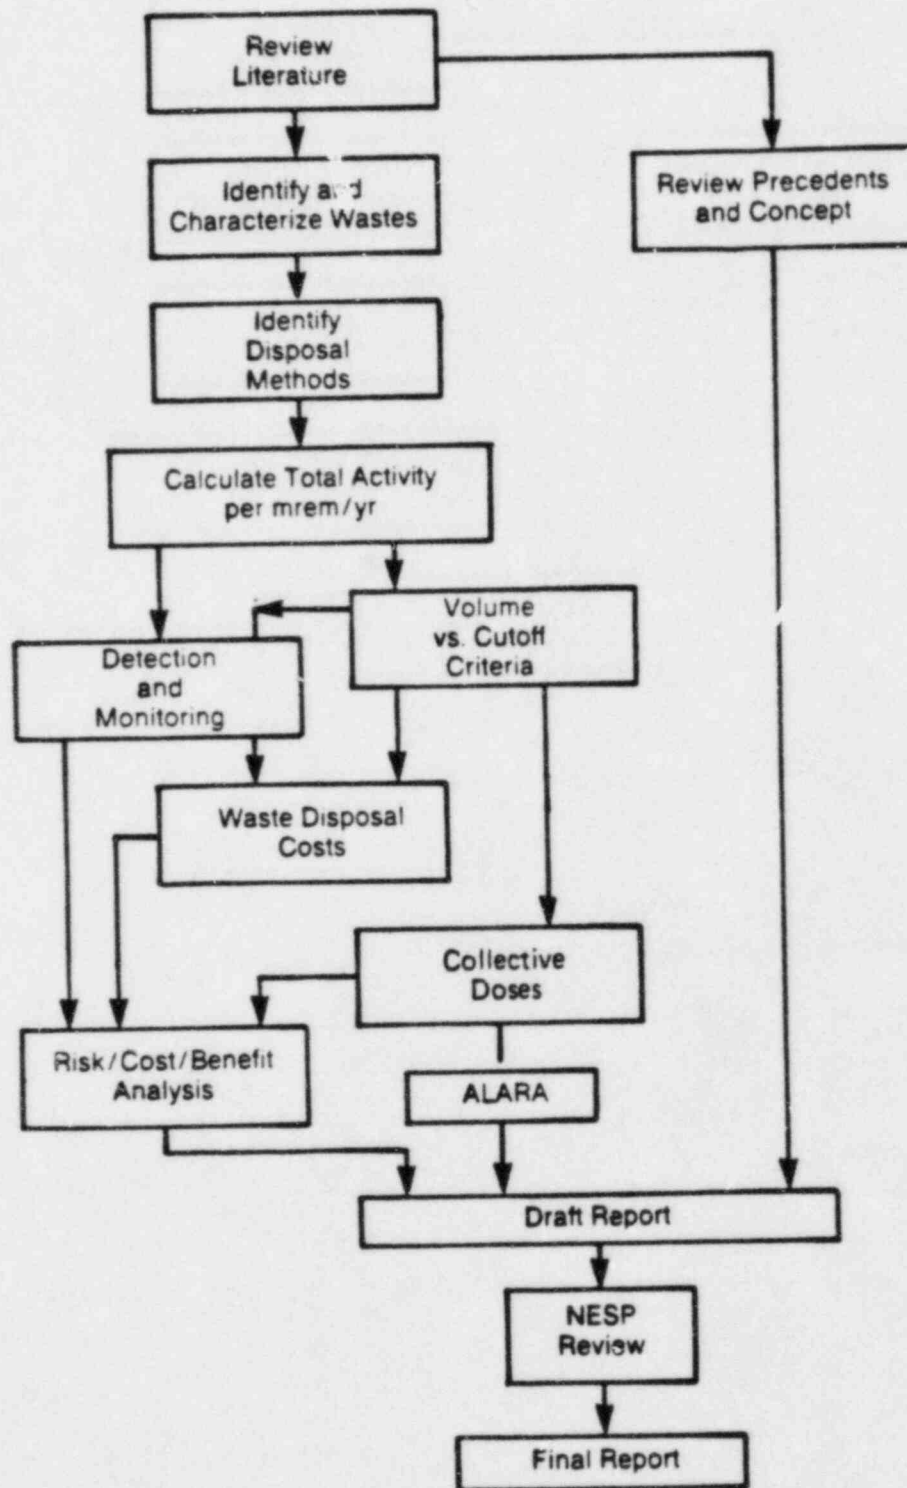 Review
Literature
Review Precedents
and Concept
Identify and
Characterize Wastes
Identify
Disposal
Methods
Calculate Total Activity
per mrem/yr
Volume
vs. Cutoff
Criteria
Detection
and
Monitoring
Waste Disposal
Costs
Collective
Doses
Risk/Cost/Benefit
Analysis
ALARA
Draft Report
NESP
Review
Final Report